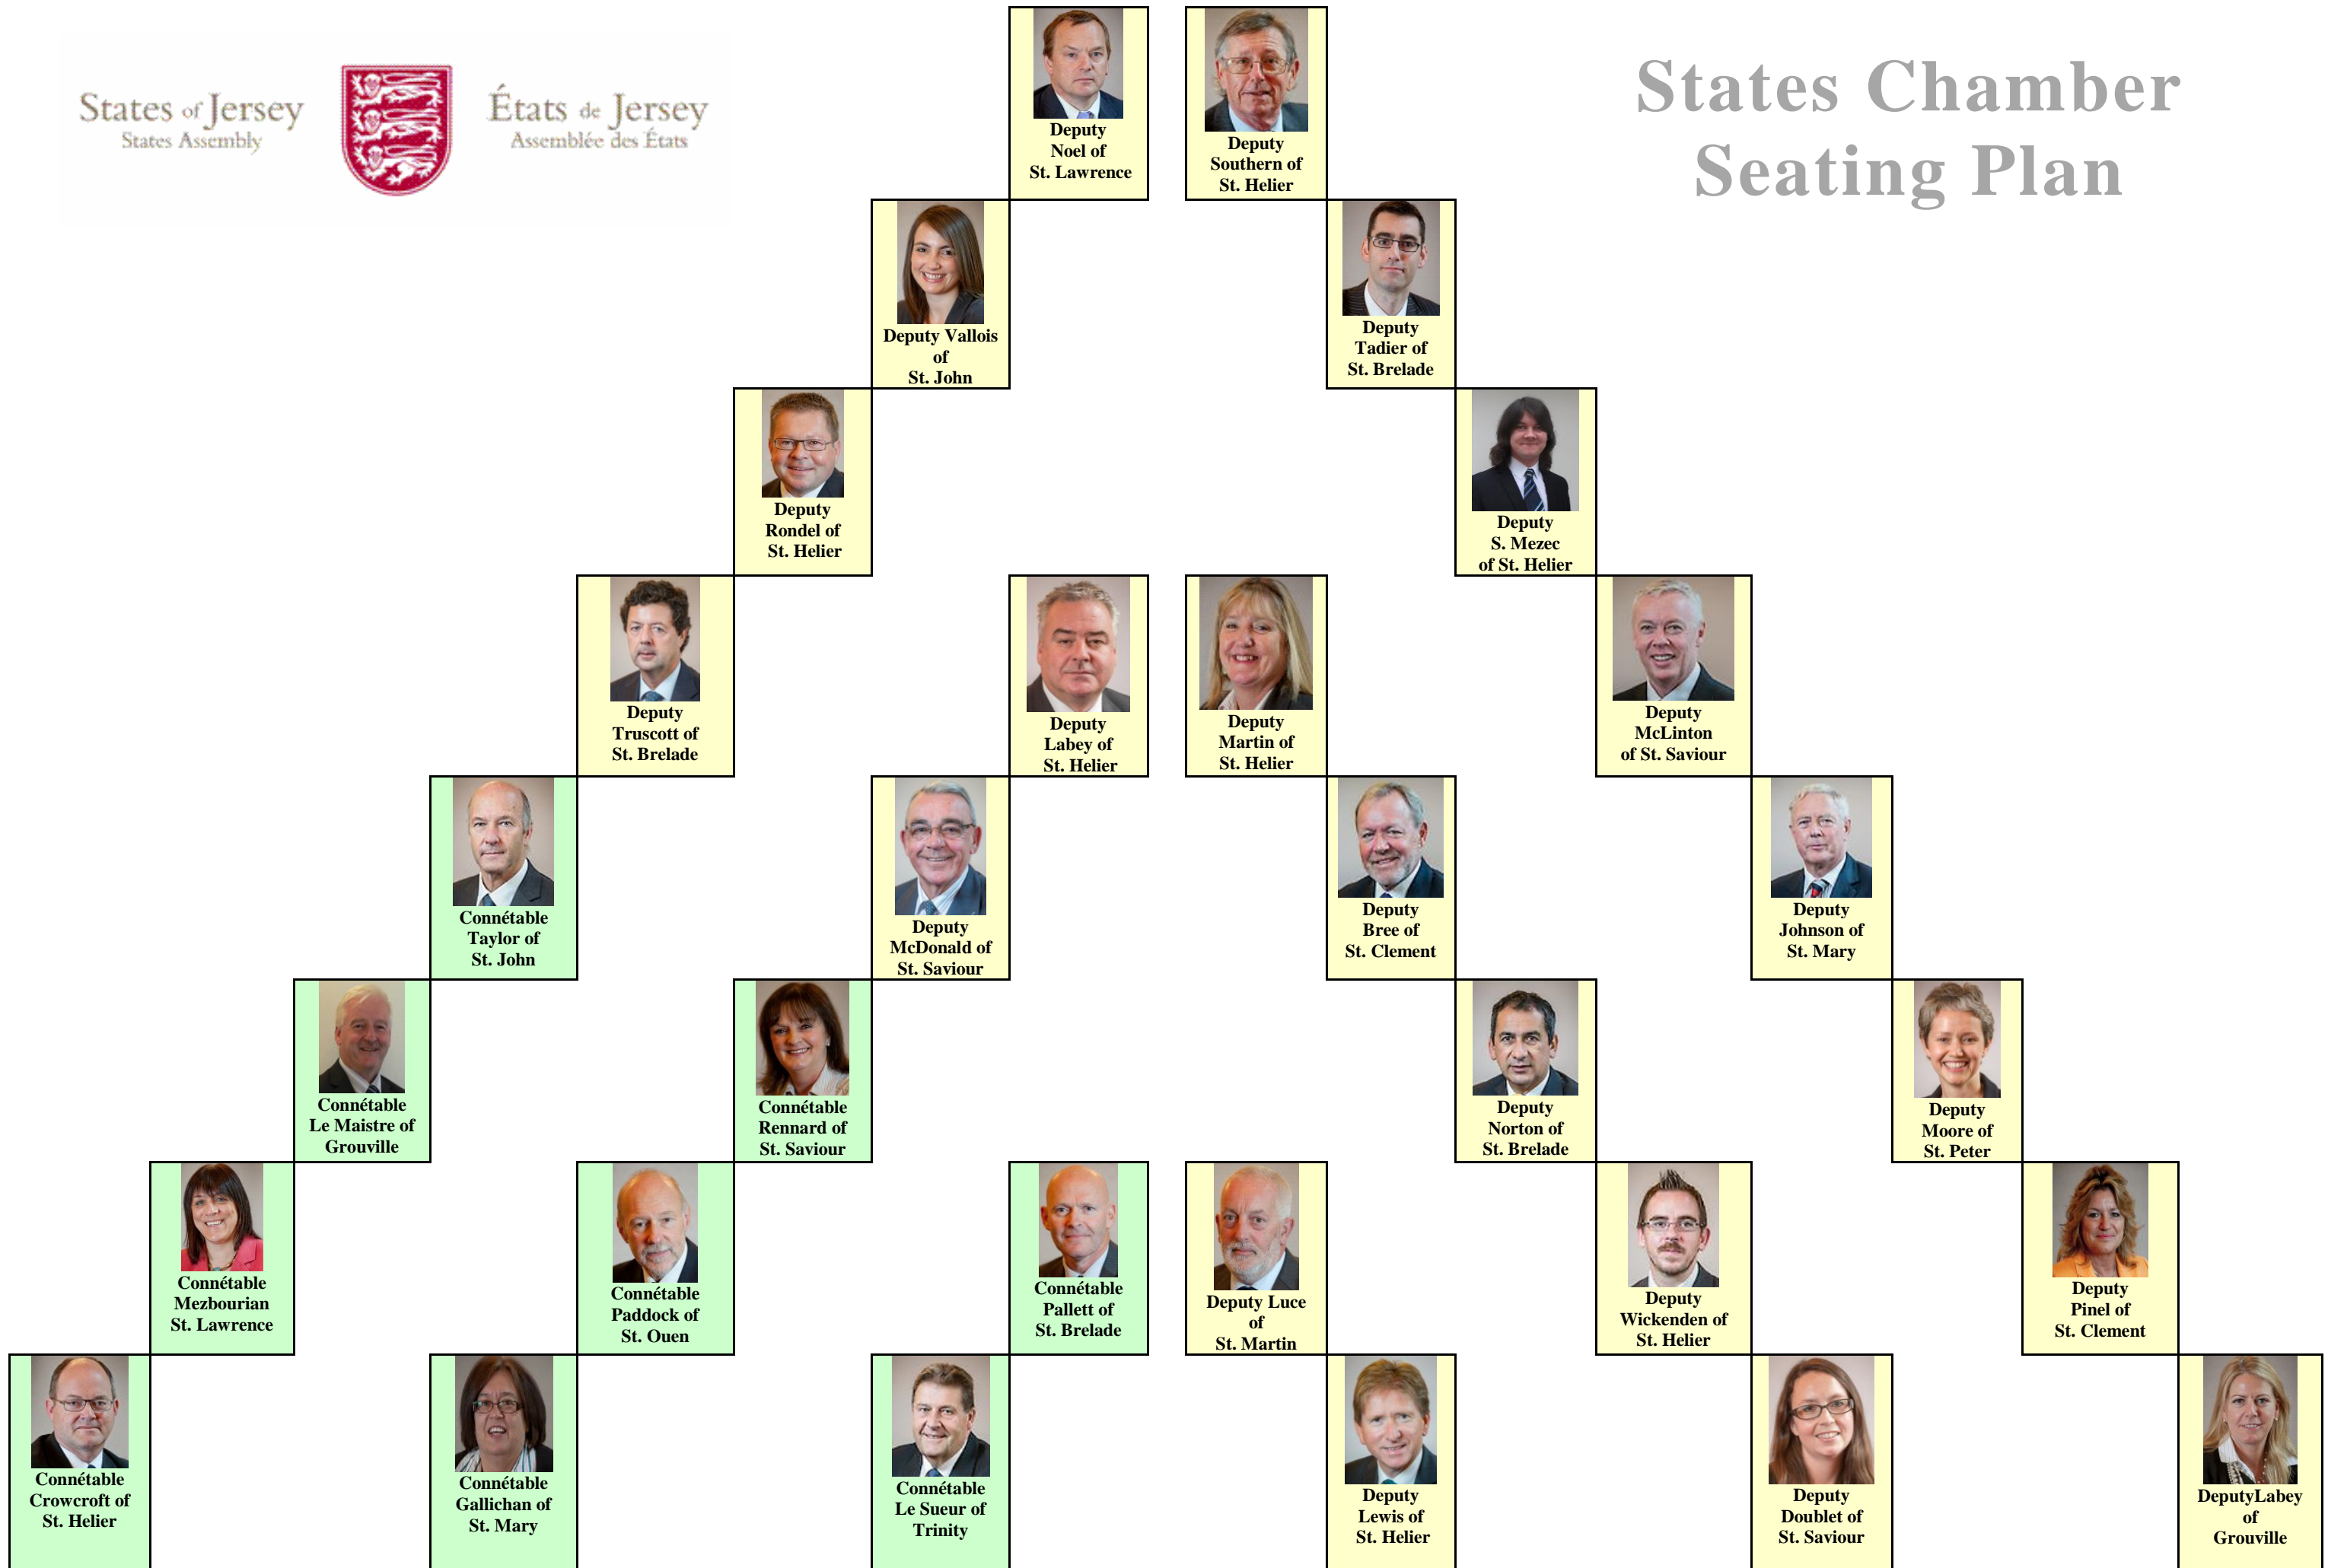 States of Jersey
States Assembly
États de Jersey
Assemblée des États
States Chamber
Seating Plan
Deputy
Noel of
St. Lawrence
Deputy
Southern of
St. Helier
Deputy Vallois
of
St. John
Deputy
Tadier of
St. Brelade
Deputy
Rondel of
St. Helier
Deputy
S. Mezec
of St. Helier
Deputy
Truscott of
St. Brelade
Deputy
Labey of
St. Helier
Deputy
Martin of
St. Helier
Deputy
McLinton
of St. Saviour
Connétable
Taylor of
St. John
Deputy
McDonald of
St. Saviour
Deputy
Bree of
St. Clement
Deputy
Johnson of
St. Mary
Connétable
Le Maistre of
Grouville
Connétable
Rennard of
St. Saviour
Deputy
Norton of
St. Brelade
Deputy
Moore of
St. Peter
Connétable
Mezbourian
St. Lawrence
Connétable
Paddock of
St. Ouen
Connétable
Pallett of
St. Brelade
Deputy Luce
of
St. Martin
Deputy
Wickenden of
St. Helier
Deputy
Pinel of
St. Clement
Connétable
Crowcroft of
St. Helier
Connétable
Gallichan of
St. Mary
Connétable
Le Sueur of
Trinity
Deputy
Lewis of
St. Helier
Deputy
Doublet of
St. Saviour
DeputyLabey
of
Grouville